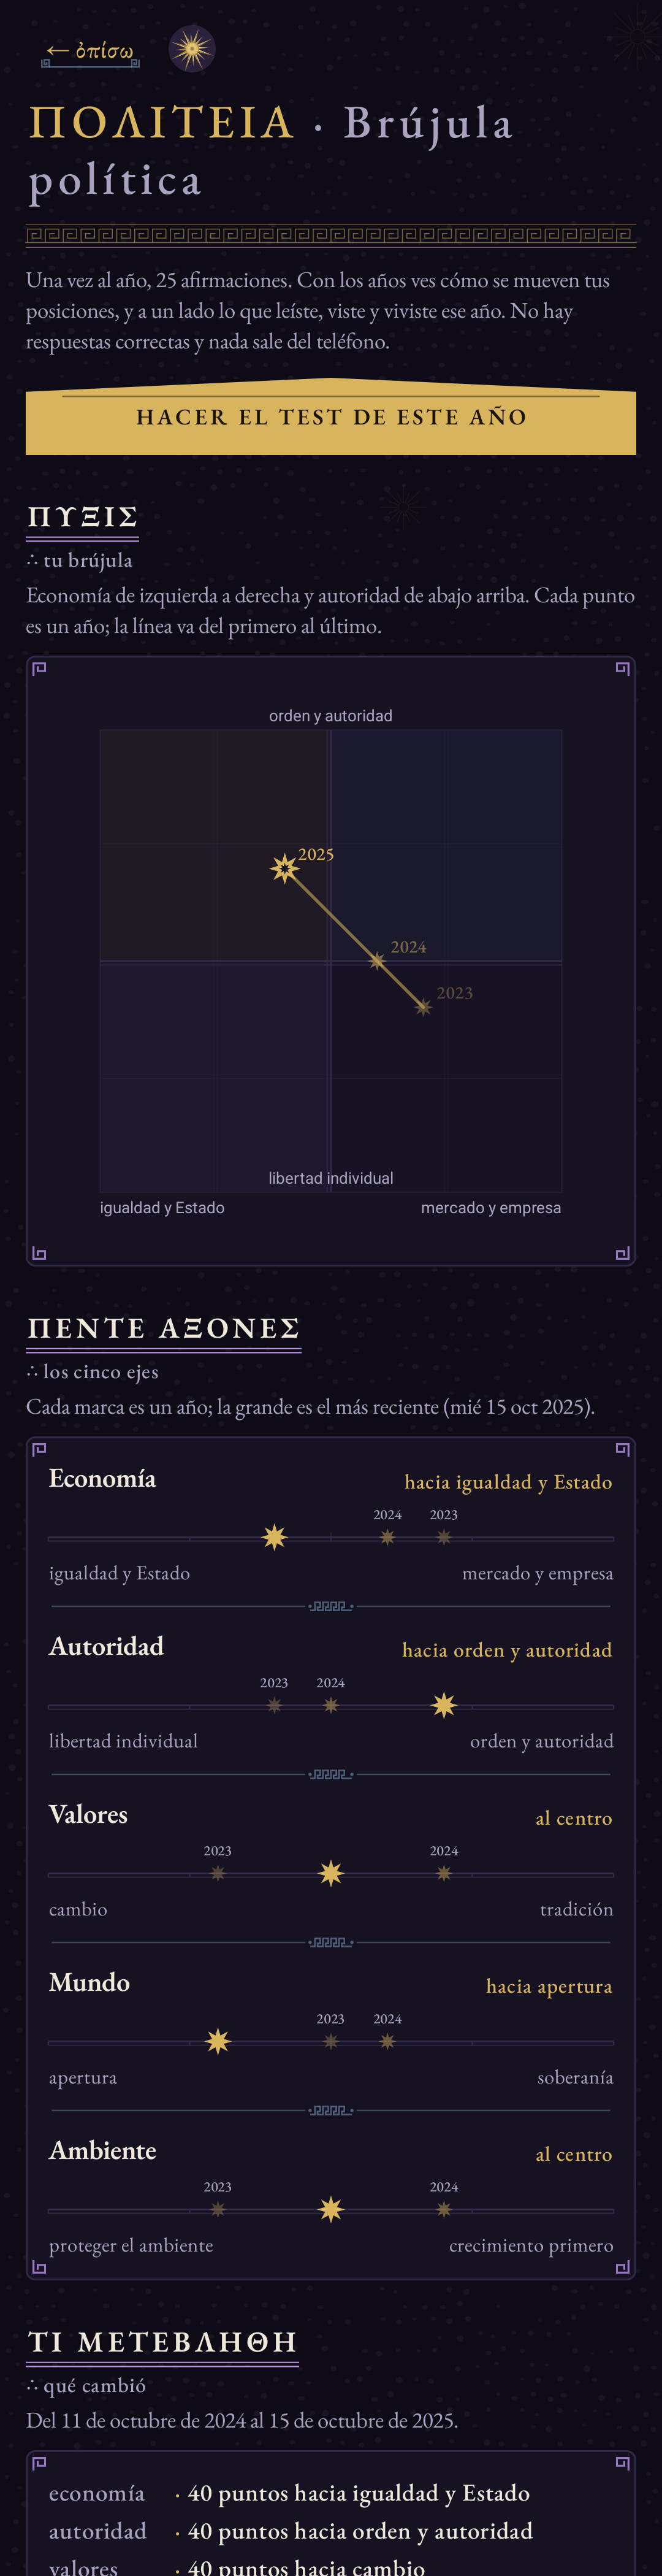 ← ὀπίσω
ΠΟΛΙΤΕΙΑ · Brújula
política
Una vez al año, 25 afirmaciones. Con los años ves cómo se mueven tus
posiciones, y a un lado lo que leíste, viste y viviste ese año. No hay
respuestas correctas y nada sale del teléfono.
HACER EL TEST DE ESTE AÑO
ΠΥΞΙΣ
∴ tu brújula
Economía de izquierda a derecha y autoridad de abajo arriba. Cada punto
es un año; la línea va del primero al último.
orden y autoridad
2025
2024
2023
libertad individual
igualdad y Estado mercado y empresa
ΠΕΝΤΕ ΑΞΟΝΕΣ
∴ los cinco ejes
Cada marca es un año; la grande es el más reciente (mié 15 oct 2025).
Economía hacia igualdad y Estado
2024 2023
igualdad y Estado mercado y empresa
Autoridad hacia orden y autoridad
2023 2024
libertad individual orden y autoridad
Valores al centro
2023 2024
cambio tradición
Mundo hacia apertura
2023 2024
apertura soberanía
Ambiente al centro
2023 2024
proteger el ambiente crecimiento primero
ΤΙ ΜΕΤΕΒΛΗΘΗ
∴ qué cambió
Del 11 de octubre de 2024 al 15 de octubre de 2025.
economía · 40 puntos hacia igualdad y Estado
autoridad · 40 puntos hacia orden y autoridad
valores · 40 puntos hacia cambio